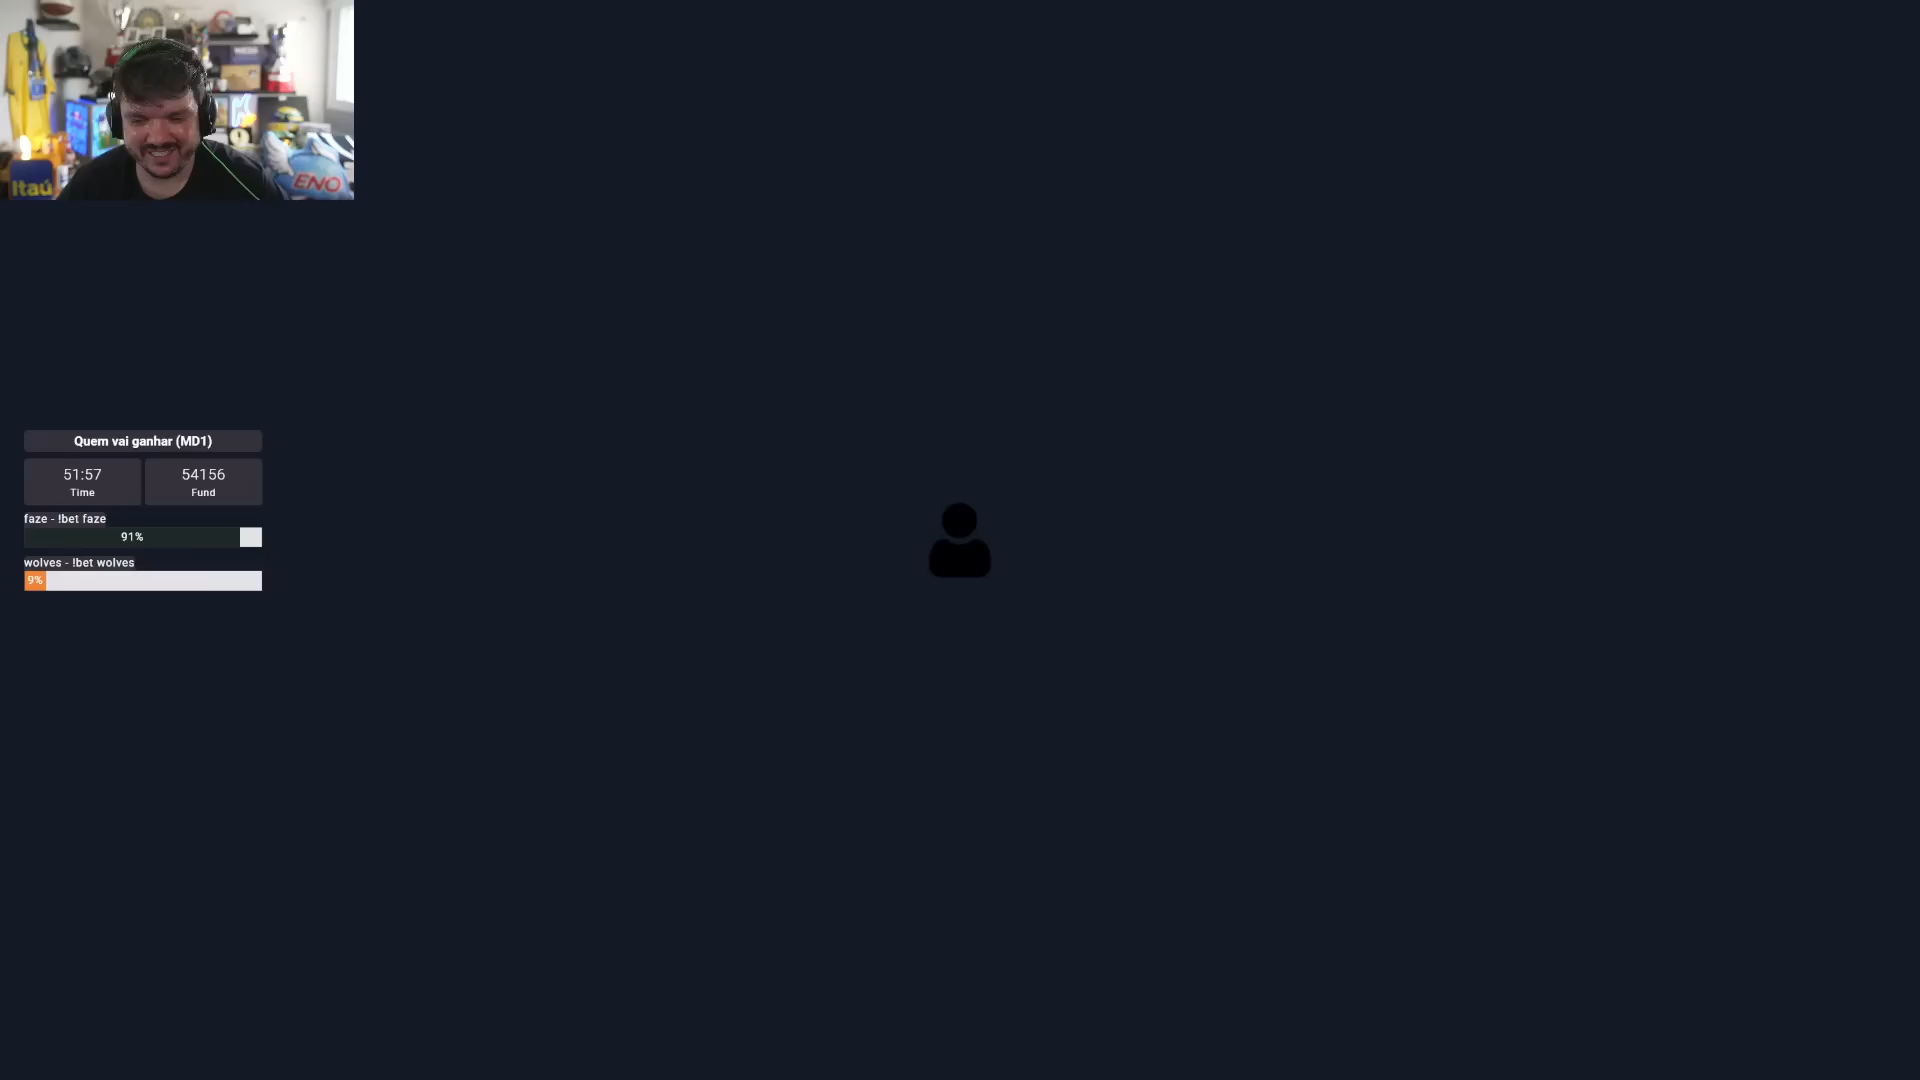 Itaú
ENO
Quem vai ganhar (MD1)
51:57
Time
54156
Fund
faze - !bet faze
91%
wolves - !bet wolves
9%